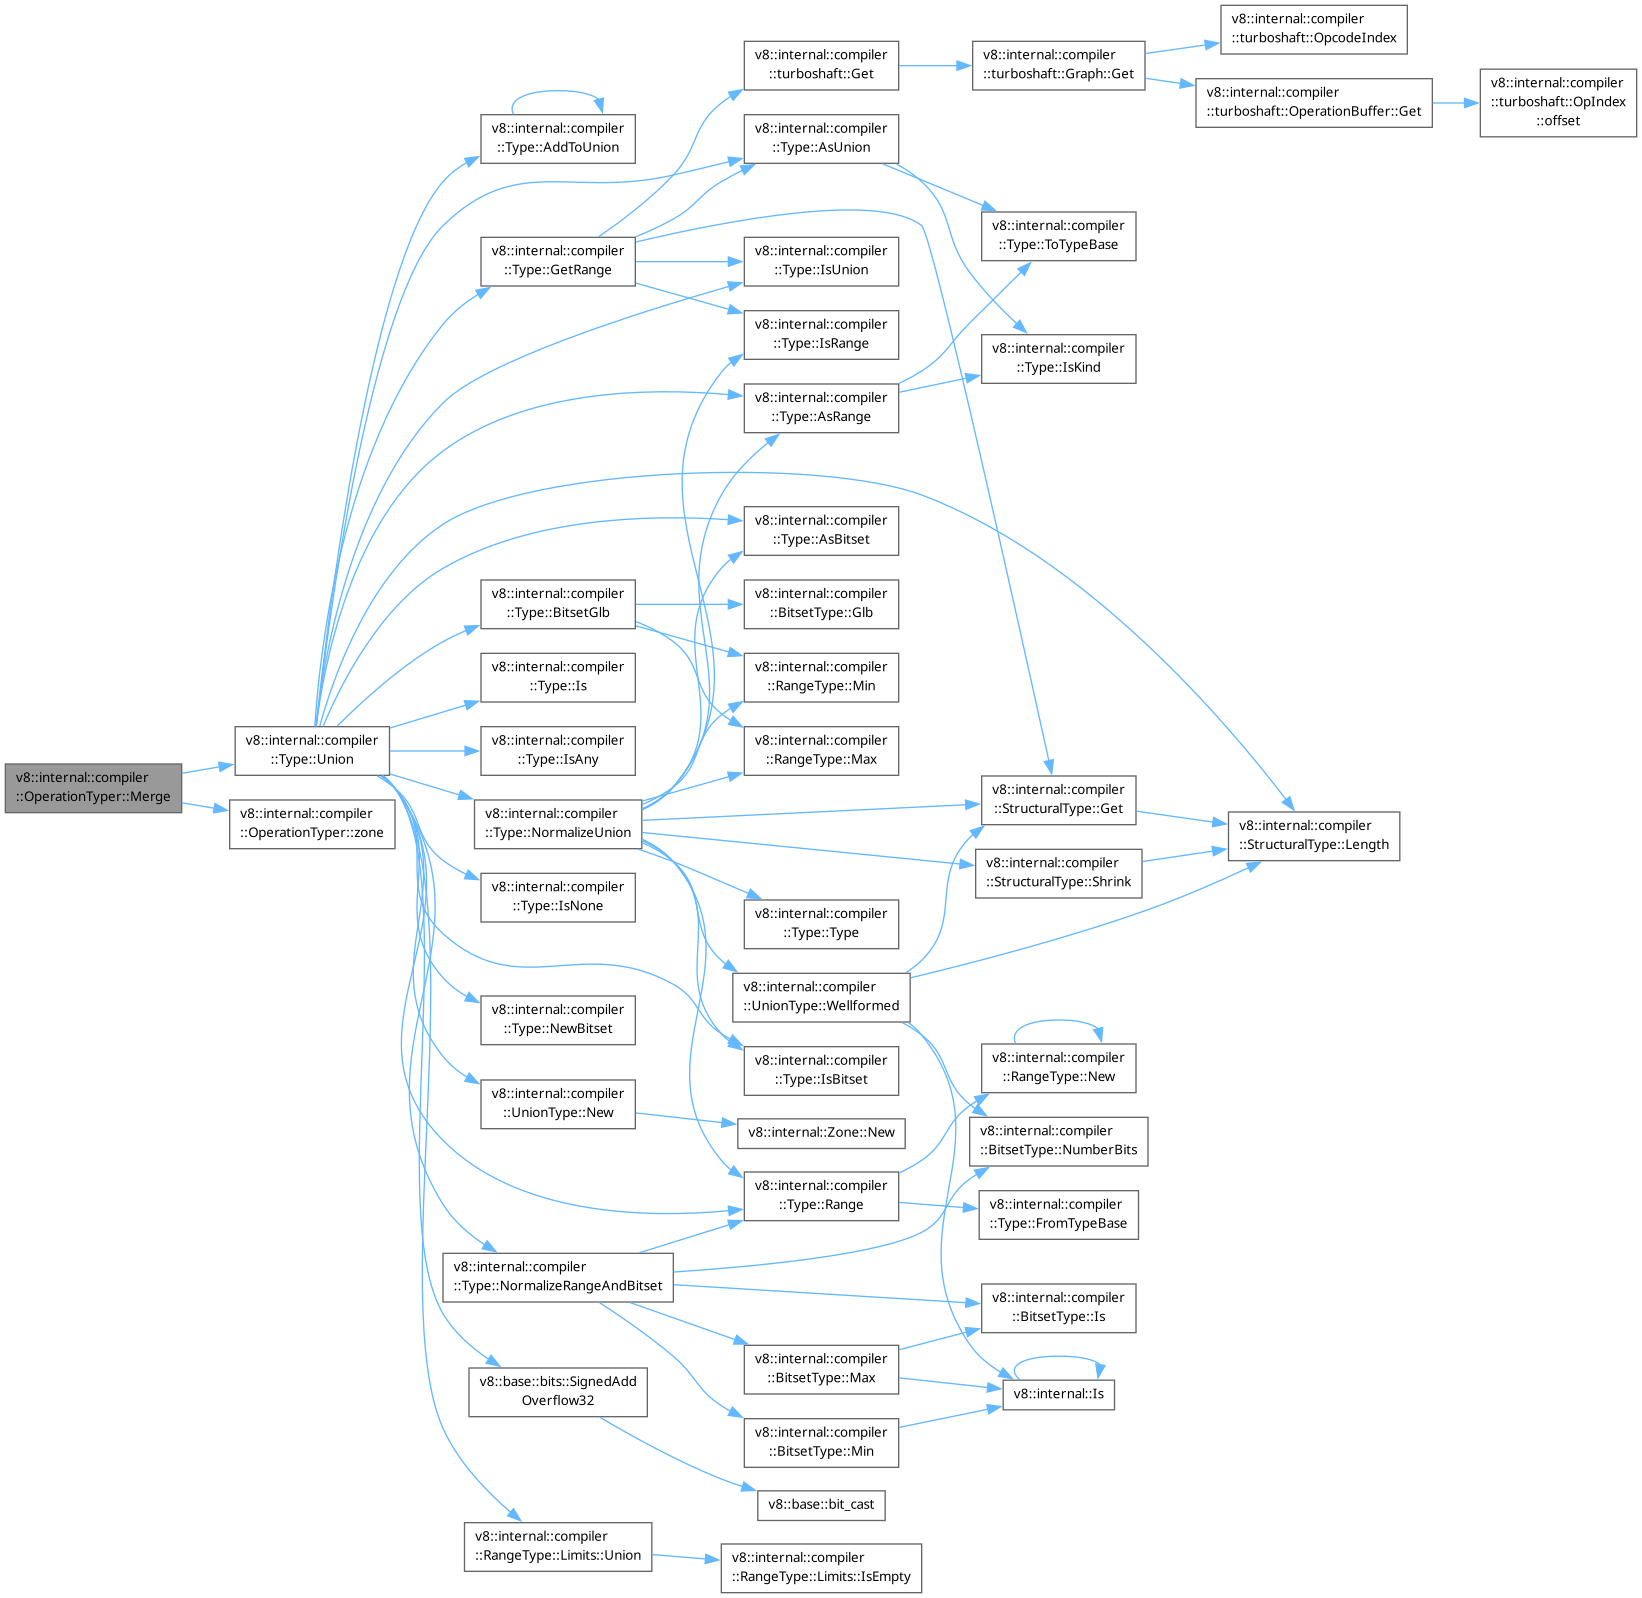 v8::internal::compiler
::OperationTyper::Merge
v8::internal::compiler
::Type::Union
v8::internal::compiler
::OperationTyper::zone
v8::internal::compiler
::Type::AddToUnion
v8::internal::compiler
::Type::GetRange
v8::internal::compiler
::Type::BitsetGlb
v8::internal::compiler
::Type::Is
v8::internal::compiler
::Type::IsAny
v8::internal::compiler
::Type::NormalizeUnion
v8::internal::compiler
::Type::IsNone
v8::internal::compiler
::Type::NewBitset
v8::internal::compiler
::UnionType::New
v8::internal::compiler
::Type::NormalizeRangeAndBitset
v8::base::bits::SignedAdd
Overflow32
v8::internal::compiler
::RangeType::Limits::Union
v8::internal::compiler
::turboshaft::Get
v8::internal::compiler
::Type::AsUnion
v8::internal::compiler
::Type::IsUnion
v8::internal::compiler
::Type::IsRange
v8::internal::compiler
::Type::AsRange
v8::internal::compiler
::Type::AsBitset
v8::internal::compiler
::BitsetType::Glb
v8::internal::compiler
::RangeType::Min
v8::internal::compiler
::RangeType::Max
v8::internal::compiler
::Type::Type
v8::internal::compiler
::UnionType::Wellformed
v8::internal::compiler
::Type::IsBitset
v8::internal::Zone::New
v8::internal::compiler
::Type::Range
v8::internal::compiler
::BitsetType::Max
v8::internal::compiler
::BitsetType::Min
v8::base::bit_cast
v8::internal::compiler
::RangeType::Limits::IsEmpty
v8::internal::compiler
::turboshaft::Graph::Get
v8::internal::compiler
::Type::ToTypeBase
v8::internal::compiler
::Type::IsKind
v8::internal::compiler
::StructuralType::Get
v8::internal::compiler
::StructuralType::Shrink
v8::internal::compiler
::RangeType::New
v8::internal::compiler
::BitsetType::NumberBits
v8::internal::compiler
::Type::FromTypeBase
v8::internal::compiler
::BitsetType::Is
v8::internal::Is
v8::internal::compiler
::turboshaft::OpcodeIndex
v8::internal::compiler
::turboshaft::OperationBuffer::Get
v8::internal::compiler
::StructuralType::Length
v8::internal::compiler
::turboshaft::OpIndex
::offset